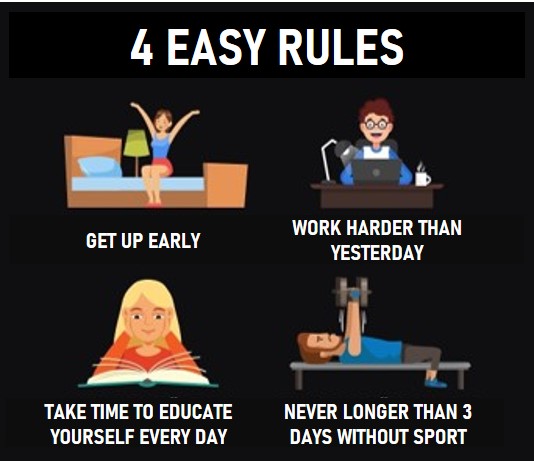 4 EASY RULES
GET UP EARLY
WORK HARDER THAN
YESTERDAY
TAKE TIME TO EDUCATE
YOURSELF EVERY DAY
NEVER LONGER THAN 3
DAYS WITHOUT SPORT